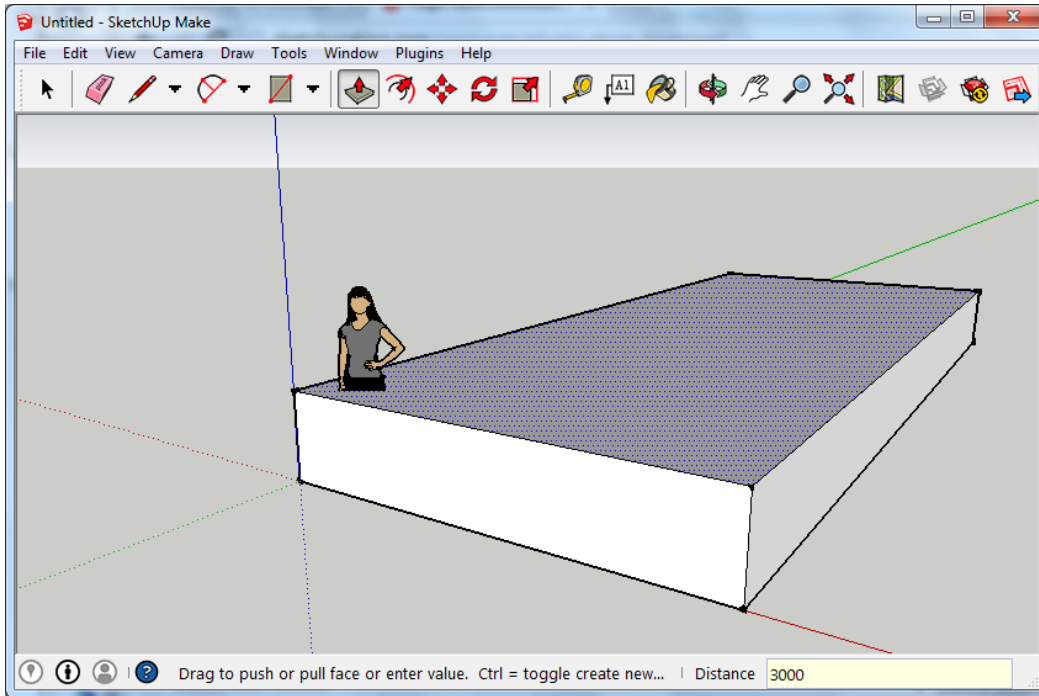 Untitled - SketchUp Make
File Edit View Camera Draw Tools Window Plugins Help
A1
Drag to push or pull face or enter value. Ctrl = toggle create new... Distance 3000